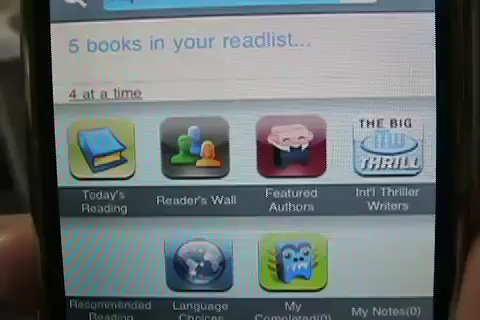 5 books in your readlist...
4 at a time
THE BIG
THRILL
Today's
Reading
Reader's Wall
Featured
Authors
Int'l Thriller
Writers
Recommended
Reading
Language
Choices
My
Completed(0)
My Notes(0)